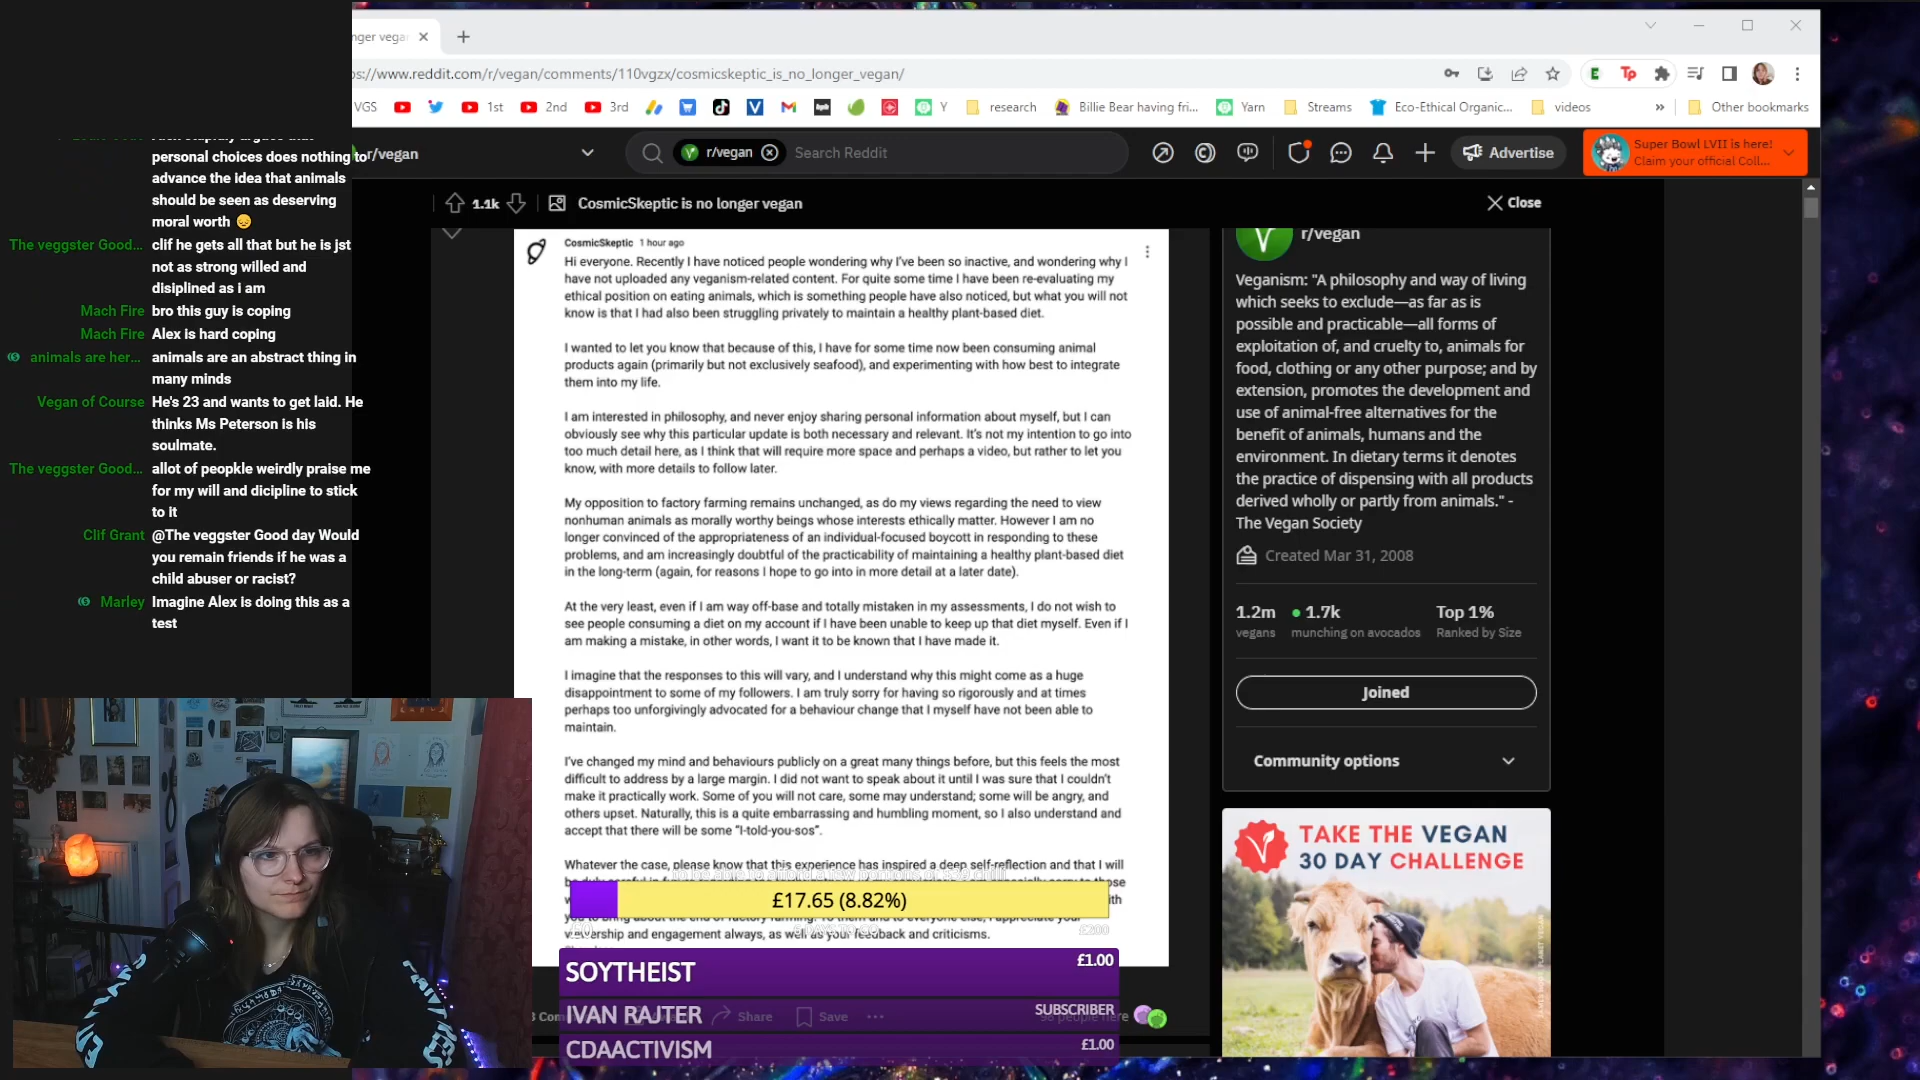 nger vega
s://www.reddit.com/r/vegan/comments/110vgzx/cosmicskeptic_is_no_longer_vegan/
VGS
1st
2nd
3rd
Y
research
Billie Bear having fri...
Yarn
Streams
Eco-Ethical Organic...
videos
»
Other bookmarks
r/vegan
r/vegan
Search Reddit
Advertise
Super Bowl LVII is here!
Claim your official Coll...
1.1k
CosmicSkeptic is no longer vegan
Close
personal choices does nothing to
advance the idea that animals
should be seen as deserving
moral worth 😞
The veggster Good... clif he gets all that but he is jst
not as strong willed and
disiplined as i am
Mach Fire bro this guy is coping
Mach Fire Alex is hard coping
animals are her... animals are an abstract thing in
many minds
Vegan of Course He's 23 and wants to get laid. He
thinks Ms Peterson is his
soulmate.
The veggster Good... allot of peopkle weirdly praise me
for my will and dicipline to stick
to it
Clif Grant @The veggster Good day Would
you remain friends if he was a
child abuser or racist?
Marley Imagine Alex is doing this as a
test
CosmicSkeptic 1 hour ago
Hi everyone. Recently I have noticed people wondering why I've been so inactive, and wondering why I
have not uploaded any veganism-related content. For quite some time I have been re-evaluating my
ethical position on eating animals, which is something people have also noticed, but what you will not
know is that I had also been struggling privately to maintain a healthy plant-based diet.
I wanted to let you know that because of this, I have for some time now been consuming animal
products again (primarily but not exclusively seafood), and experimenting with how best to integrate
them into my life.
I am interested in philosophy, and never enjoy sharing personal information about myself, but I can
obviously see why this particular update is both necessary and relevant. It's not my intention to go into
too much detail here, as I think that will require more space and perhaps a video, but rather to let you
know, with more details to follow later.
My opposition to factory farming remains unchanged, as do my views regarding the need to view
nonhuman animals as morally worthy beings whose interests ethically matter. However I am no
longer convinced of the appropriateness of an individual-focused boycott in responding to these
problems, and am increasingly doubtful of the practicability of maintaining a healthy plant-based diet
in the long-term (again, for reasons I hope to go into in more detail at a later date).
At the very least, even if I am way off-base and totally mistaken in my assessments, I do not wish to
see people consuming a diet on my account if I have been unable to keep up that diet myself. Even if I
am making a mistake, in other words, I want it to be known that I have made it.
I imagine that the responses to this will vary, and I understand why this might come as a huge
disappointment to some of my followers. I am truly sorry for having so rigorously and at times
perhaps too unforgivingly advocated for a behaviour change that I myself have not been able to
maintain.
I've changed my mind and behaviours publicly on a great many things before, but this feels the most
difficult to address by a large margin. I did not want to speak about it until I was sure that I couldn't
make it practically work. Some of you will not care, some may understand; some will be angry, and
others upset. Naturally, this is a quite embarrassing and humbling moment, so I also understand and
accept that there will be some "I-told-you-sos".
Whatever the case, please know that this experience has inspired a deep self-reflection and that I will
viewership and engagement always, as well as your feedback and criticisms.
£17.65 (8.82%)
£0
£200
SOYTHEIST £1.00
IVAN RAJTER SUBSCRIBER
CDAACTIVISM £1.00
Share
Save
people here
r/vegan
Veganism: "A philosophy and way of living
which seeks to exclude—as far as is
possible and practicable—all forms of
exploitation of, and cruelty to, animals for
food, clothing or any other purpose; and by
extension, promotes the development and
use of animal-free alternatives for the
benefit of animals, humans and the
environment. In dietary terms it denotes
the practice of dispensing with all products
derived wholly or partly from animals." -
The Vegan Society
Created Mar 31, 2008
1.2m 1.7k Top 1%
vegans munching on avocados Ranked by Size
Joined
Community options
TAKE THE VEGAN
30 DAY CHALLENGE